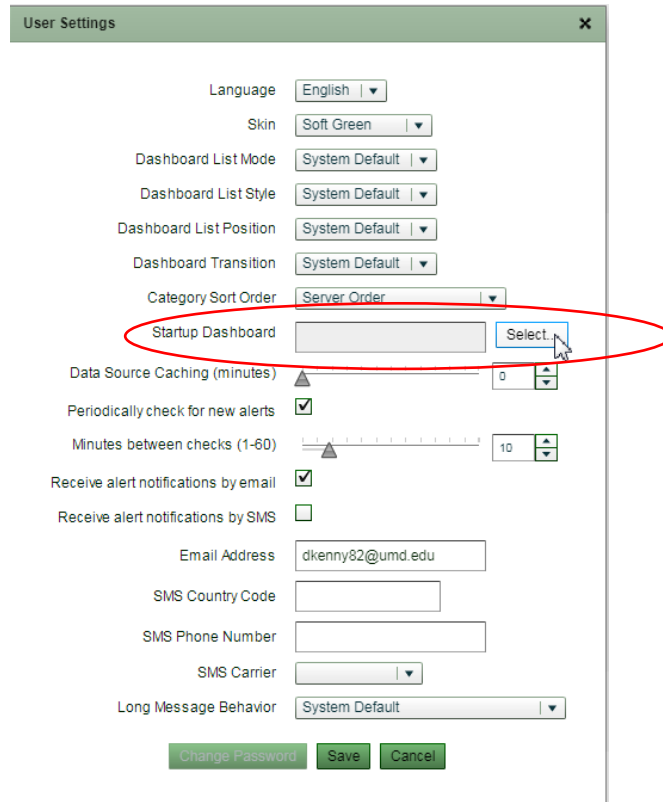 User Settings
Language English
Skin Soft Green
Dashboard List Mode System Default
Dashboard List Style System Default
Dashboard List Position System Default
Dashboard Transition System Default
Category Sort Order Server Order
Startup Dashboard Select...
Data Source Caching (minutes) 0
Periodically check for new alerts
Minutes between checks (1-60) 10
Receive alert notifications by email
Receive alert notifications by SMS
Email Address dkenny82@umd.edu
SMS Country Code
SMS Phone Number
SMS Carrier
Long Message Behavior System Default
Change Password Save Cancel